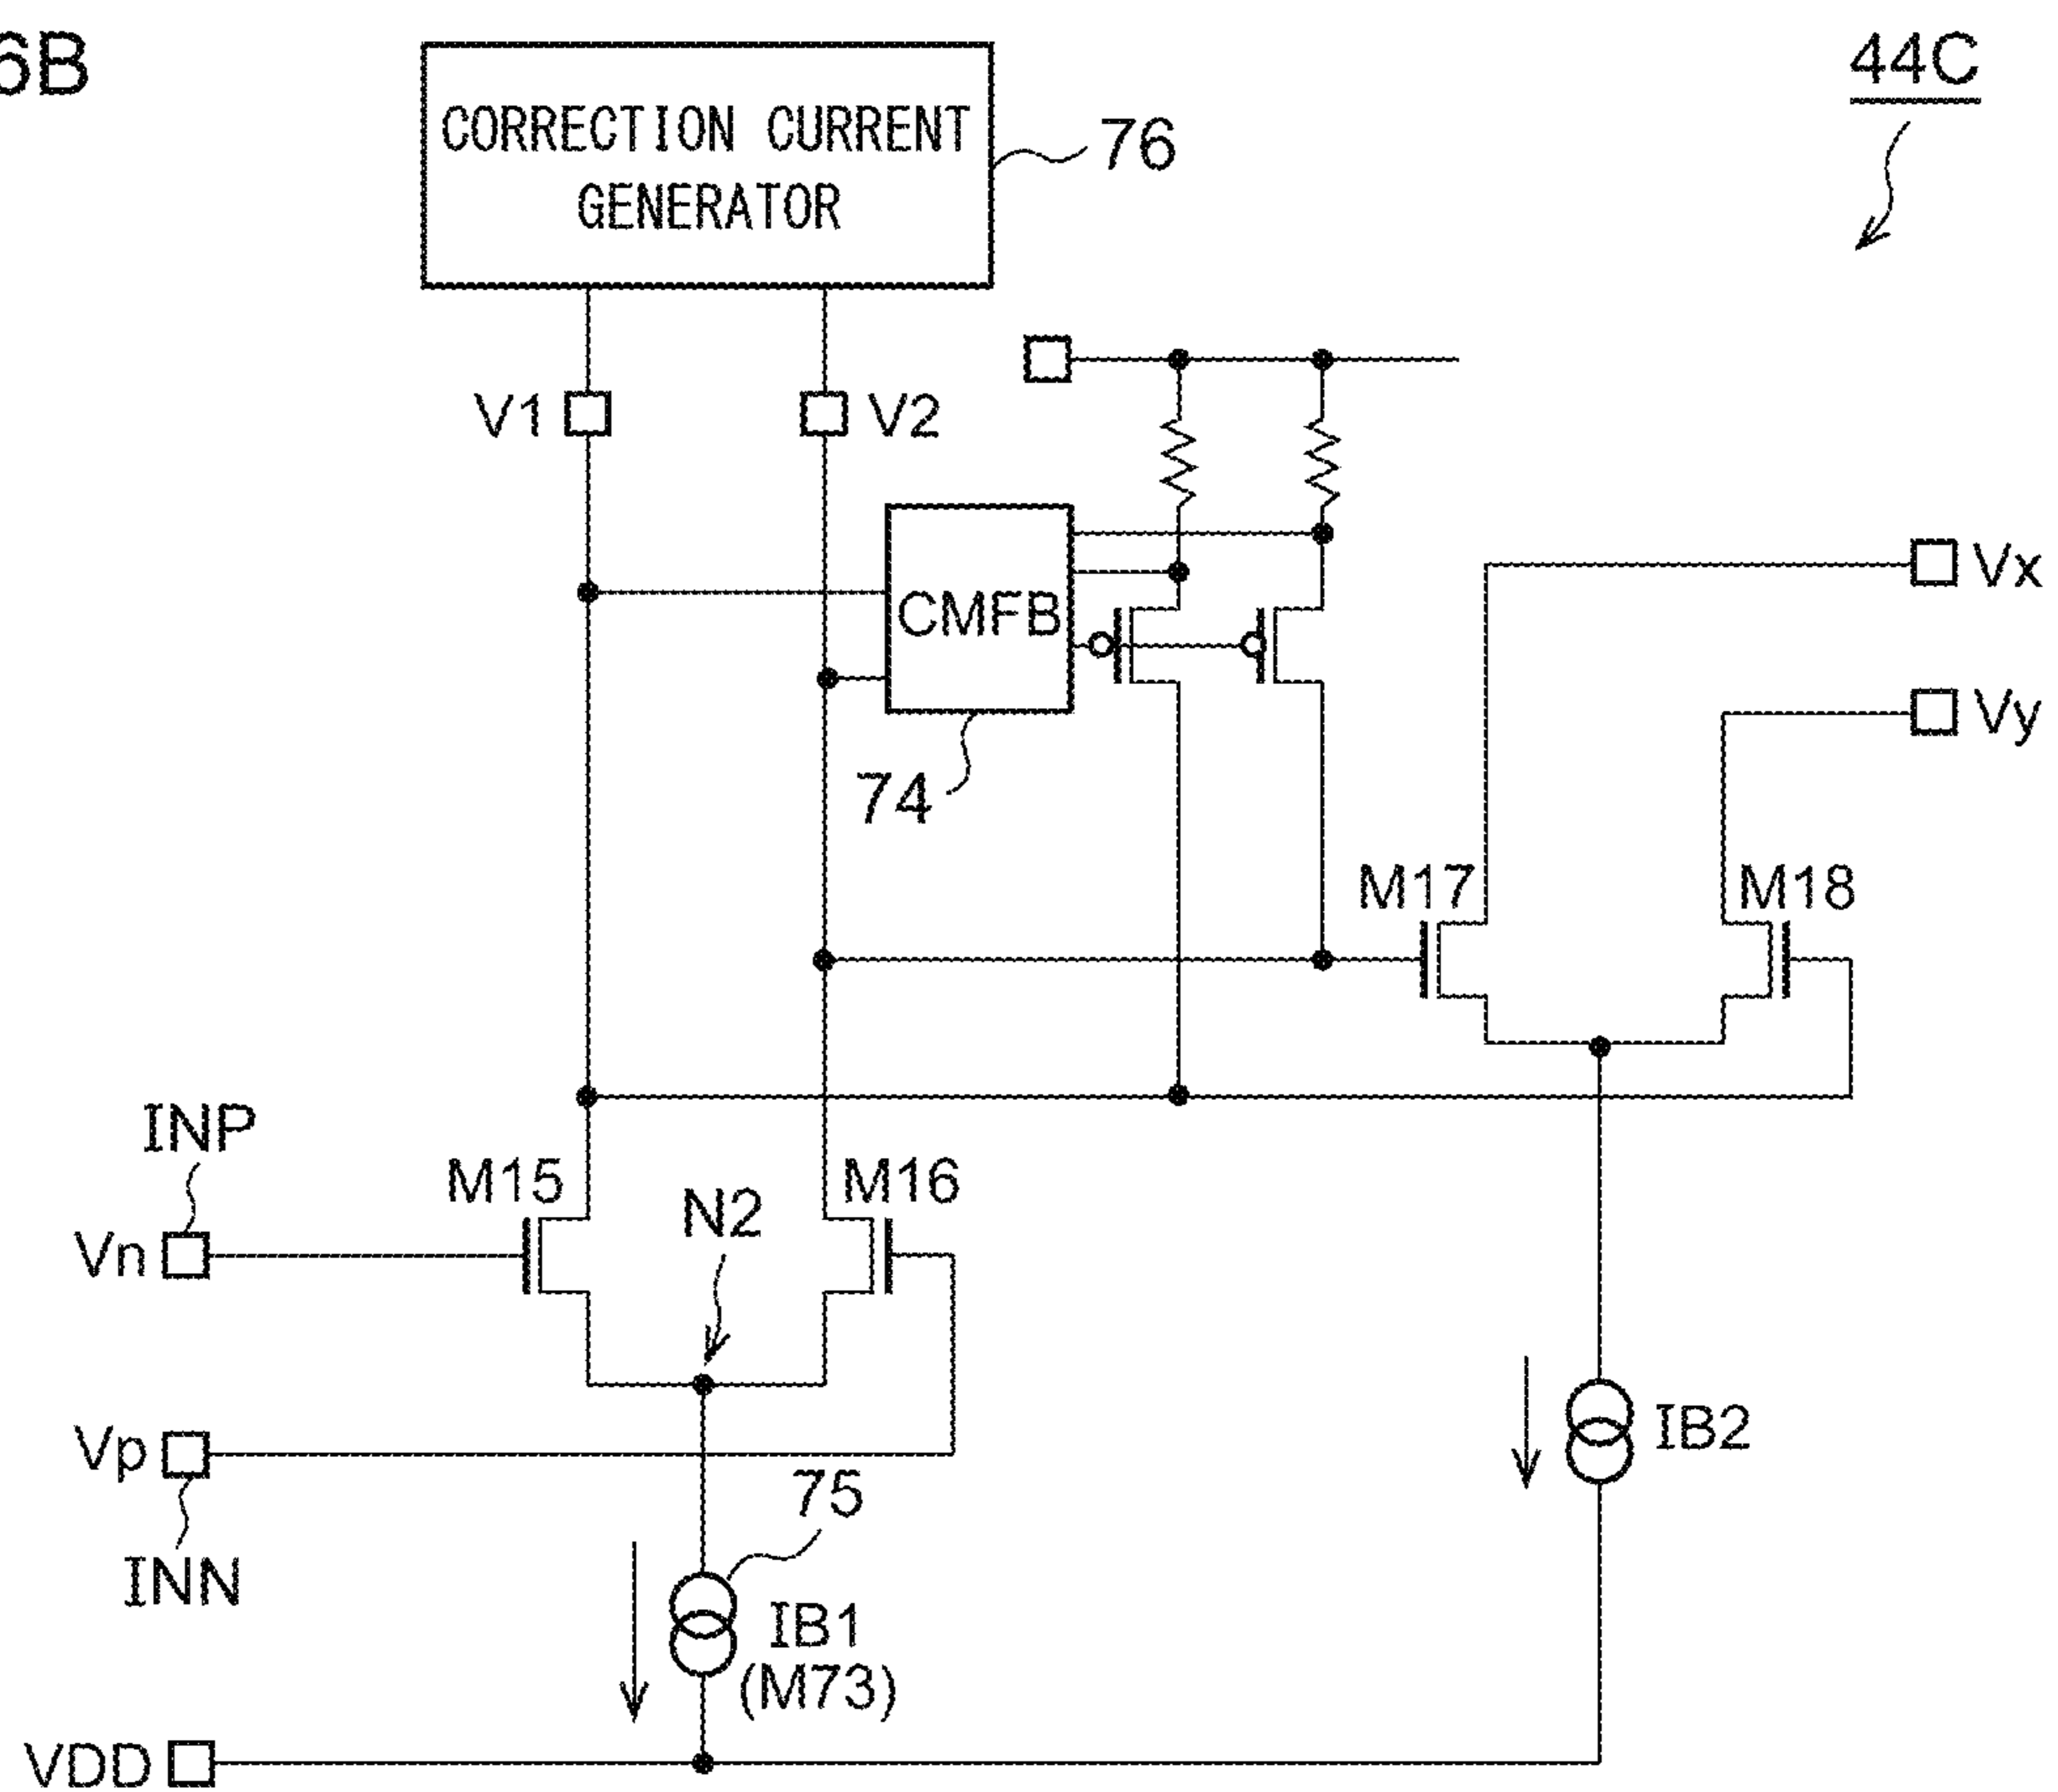 6B
44C
CORRECTION CURRENT
GENERATOR
76
V1
V2
CMFB
74
Vx
Vy
M17
M18
INP
M15
N2
M16
Vn
Vp
INN
75
IB1
(M73)
IB2
VDD